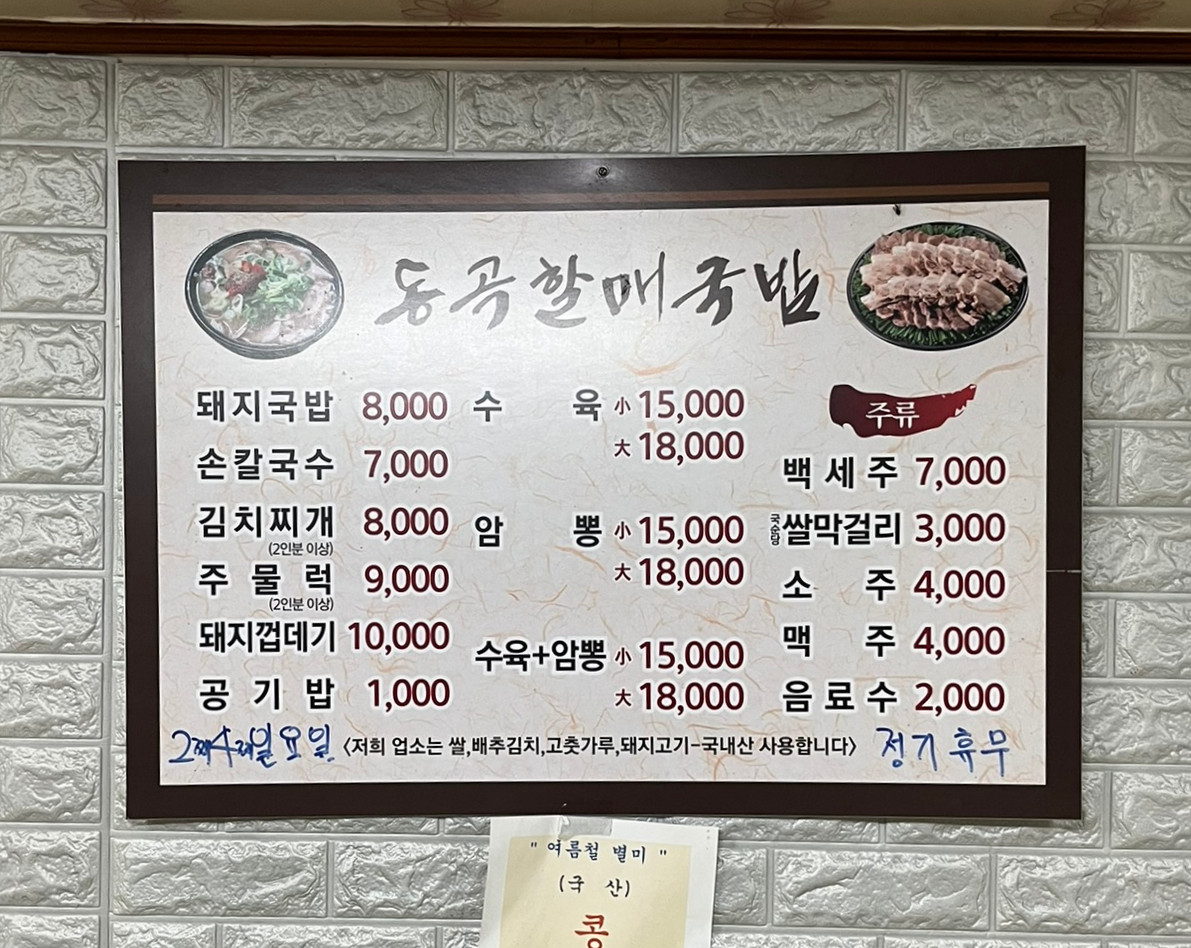 동곡할매국밥
돼지국밥 8,000
손칼국수 7,000
김치찌개 8,000
(2인분 이상)
주물럭 9,000
(2인분 이상)
돼지껍데기 10,000
공기밥 1,000
수육 小 15,000
大 18,000
암뽕 小 15,000
大 18,000
수육+암뽕 小 15,000
大 18,000
주류
백세주 7,000
국순당 쌀막걸리 3,000
소주 4,000
맥주 4,000
음료수 2,000
2째4째일요일 <저희 업소는 쌀,배추김치,고춧가루,돼지고기-국내산 사용합니다> 정기휴무
" 여름철 별미 "
(국산)
콩